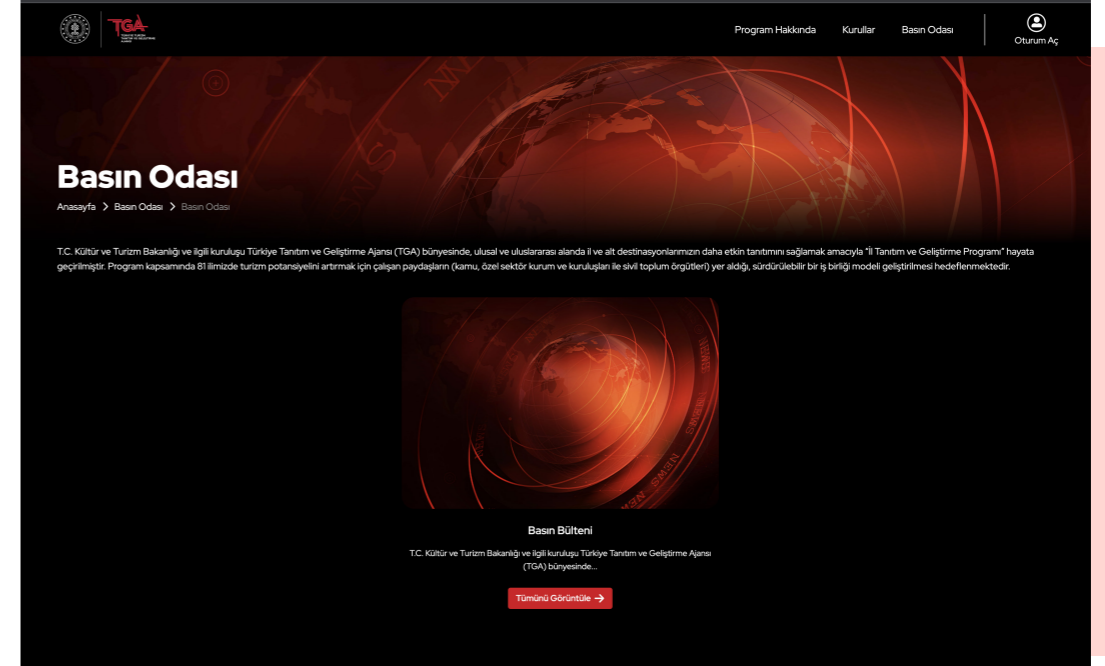 TGA
Program Hakkında
Kurullar
Basın Odası
Oturum Aç
Basın Odası
Anasayfa > Basın Odası > Basın Odası
T.C. Kültür ve Turizm Bakanlığı ve ilgili kuruluşu Türkiye Tanıtım ve Geliştirme Ajansı (TGA) bünyesinde, ulusal ve uluslararası alanda il ve alt destinasyonlarımızın daha etkin tanıtımını sağlamak amacıyla "İl Tanıtım ve Geliştirme Programı" hayata
geçirilmiştir. Program kapsamında 81 ilimizde turizm potansiyelini artırmak için çalışan paydaşların (kamu, özel sektör kurum ve kuruluşları ile sivil toplum örgütleri) yer aldığı, sürdürülebilir bir iş birliği modeli geliştirilmesi hedeflenmektedir.
NEWS
NEWS
NEWS
Basın Bülteni
T.C. Kültür ve Turizm Bakanlığı ve ilgili kuruluşu Türkiye Tanıtım ve Geliştirme Ajansı
(TGA) bünyesinde...
Tümünü Görüntüle →